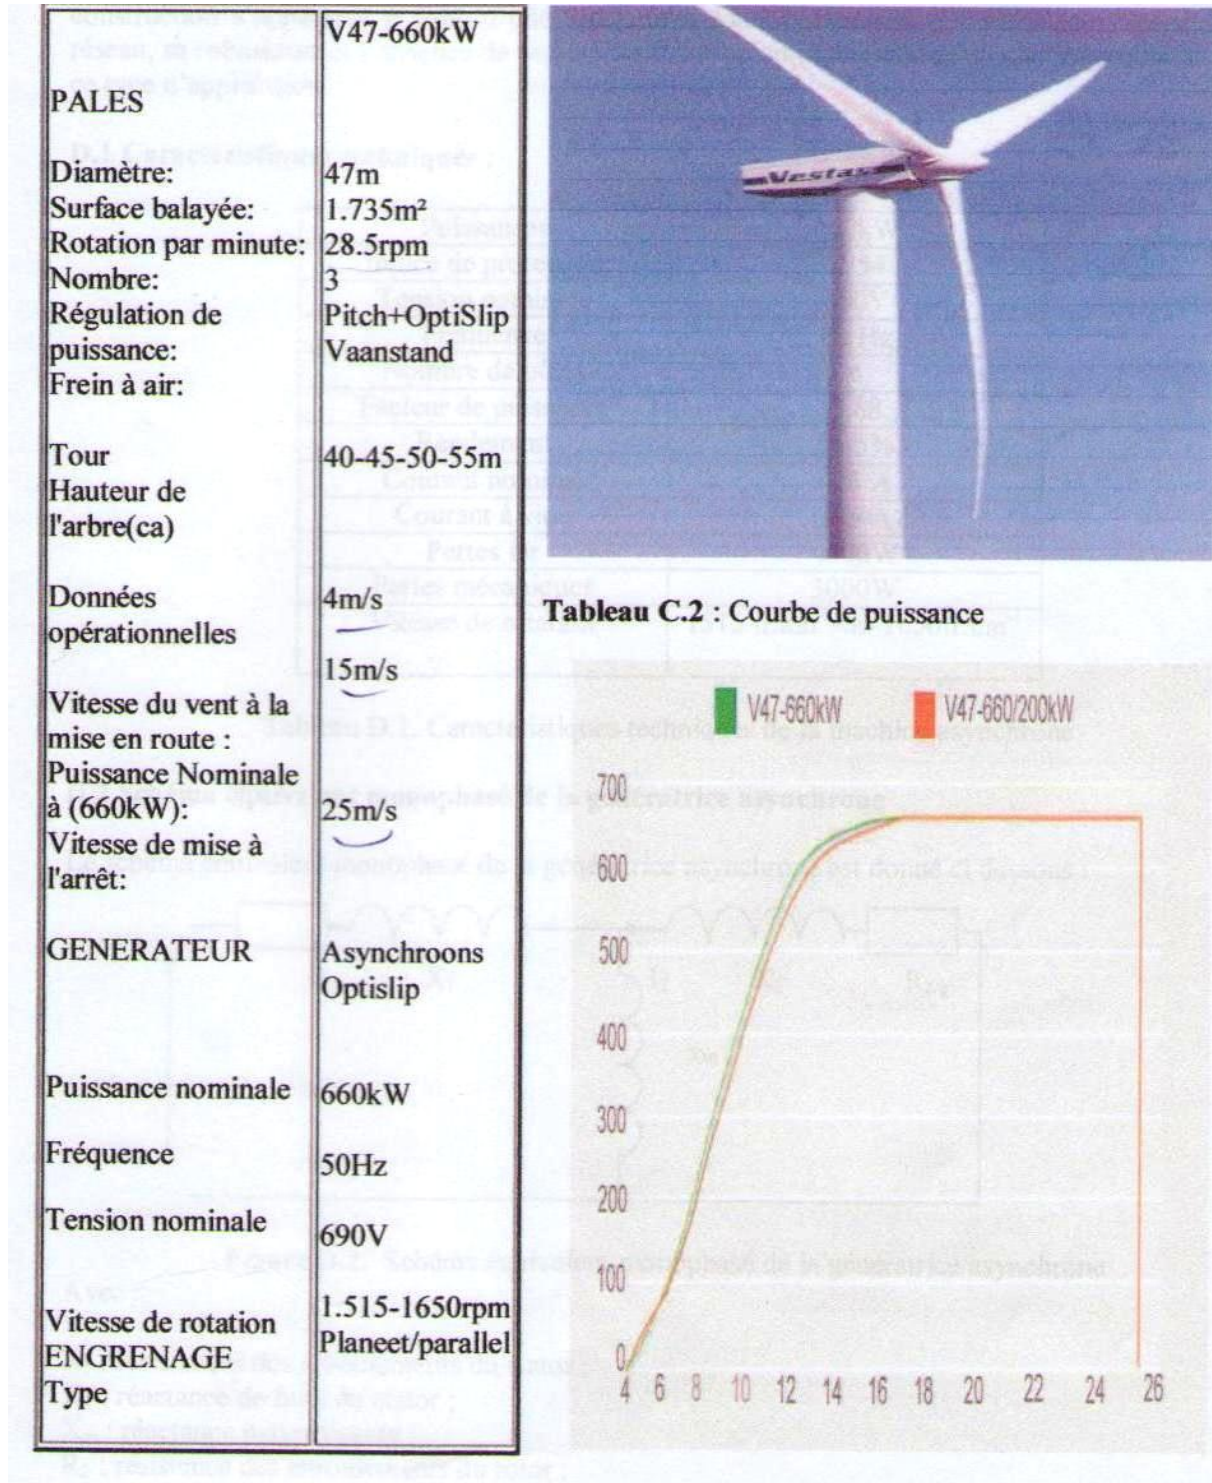 V47-660kW
PALES
Diamètre: 47m
Surface balayée: 1.735m²
Rotation par minute: 28.5rpm
Nombre: 3
Régulation de Pitch+OptiSlip
puissance: Vaanstand
Frein à air:
Tour 40-45-50-55m
Hauteur de
l'arbre(ca)
Données 4m/s
opérationnelles
15m/s
Vitesse du vent à la
mise en route :
Puissance Nominale
à (660kW): 25m/s
Vitesse de mise à
l'arrêt:
GENERATEUR Asynchroons
Optislip
Puissance nominale 660kW
Fréquence 50Hz
Tension nominale 690V
Vitesse de rotation 1.515-1650rpm
ENGRENAGE Planeet/parallel
Type
Vestas
Tableau C.2 : Courbe de puissance
V47-660kW V47-660/200kW
700
600
500
400
300
200
100
0
4 6 8 10 12 14 16 18 20 22 24 26